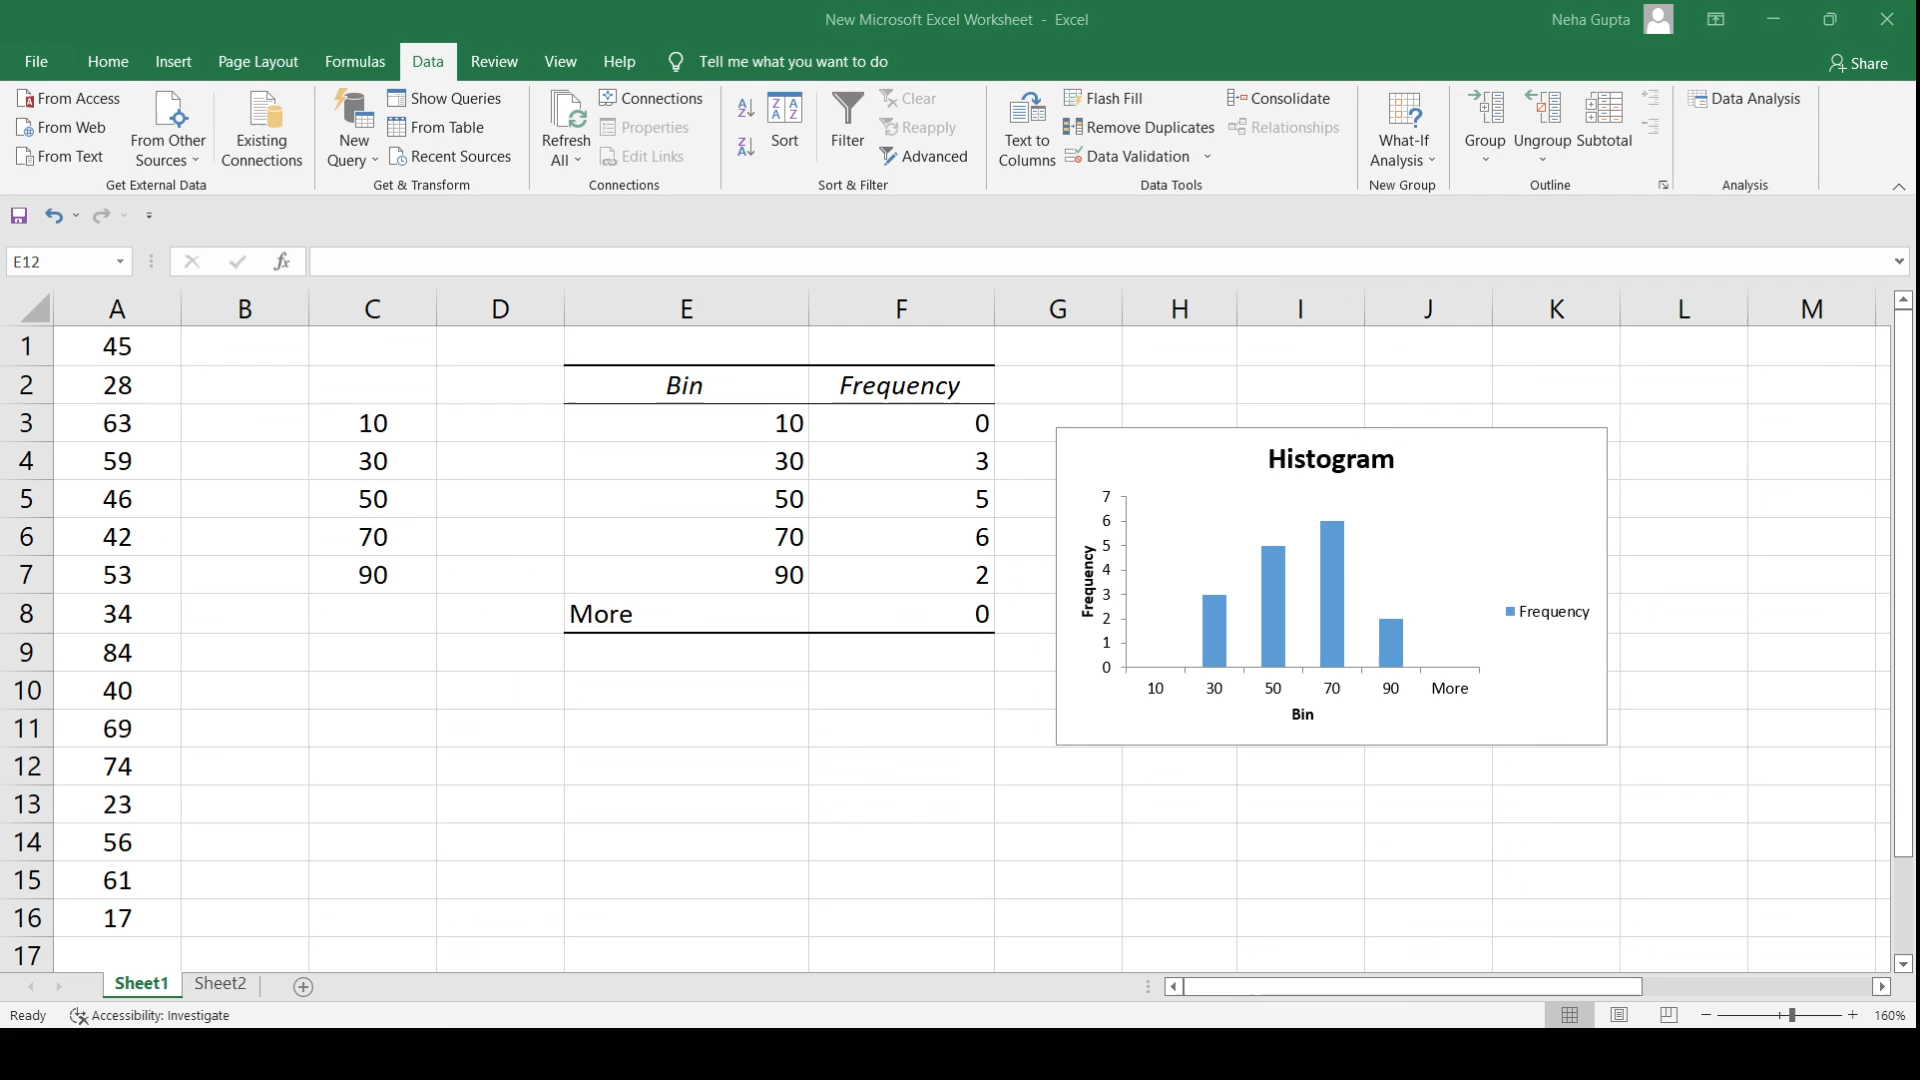 New Microsoft Excel Worksheet - Excel
Neha Gupta
File Home Insert Page Layout Formulas Data Review View Help Tell me what you want to do Share
From Access
From Web
From Text
From Other
Sources
Existing
Connections
Get External Data
New
Query
Show Queries
From Table
Recent Sources
Get & Transform
Refresh
All
Connections
Properties
Edit Links
Connections
Sort
Filter
Clear
Reapply
Advanced
Sort & Filter
Text to
Columns
Flash Fill
Remove Duplicates
Data Validation
Consolidate
Relationships
Data Tools
What-If
Analysis
New Group
Group
Ungroup
Subtotal
Outline
Data Analysis
Analysis
E12
fx
A B C D E F G H I J K L M
1 45
2 28 Bin Frequency
3 63 10 10 0
4 59 30 30 3
5 46 50 50 5
6 42 70 70 6
7 53 90 90 2
8 34 More 0
9 84
10 40
11 69
12 74
13 23
14 56
15 61
16 17
17
Histogram
7
6
5
4
3
2
1
0
Frequency
10 30 50 70 90 More
Bin
Frequency
Sheet1 Sheet2
Ready Accessibility: Investigate
160%